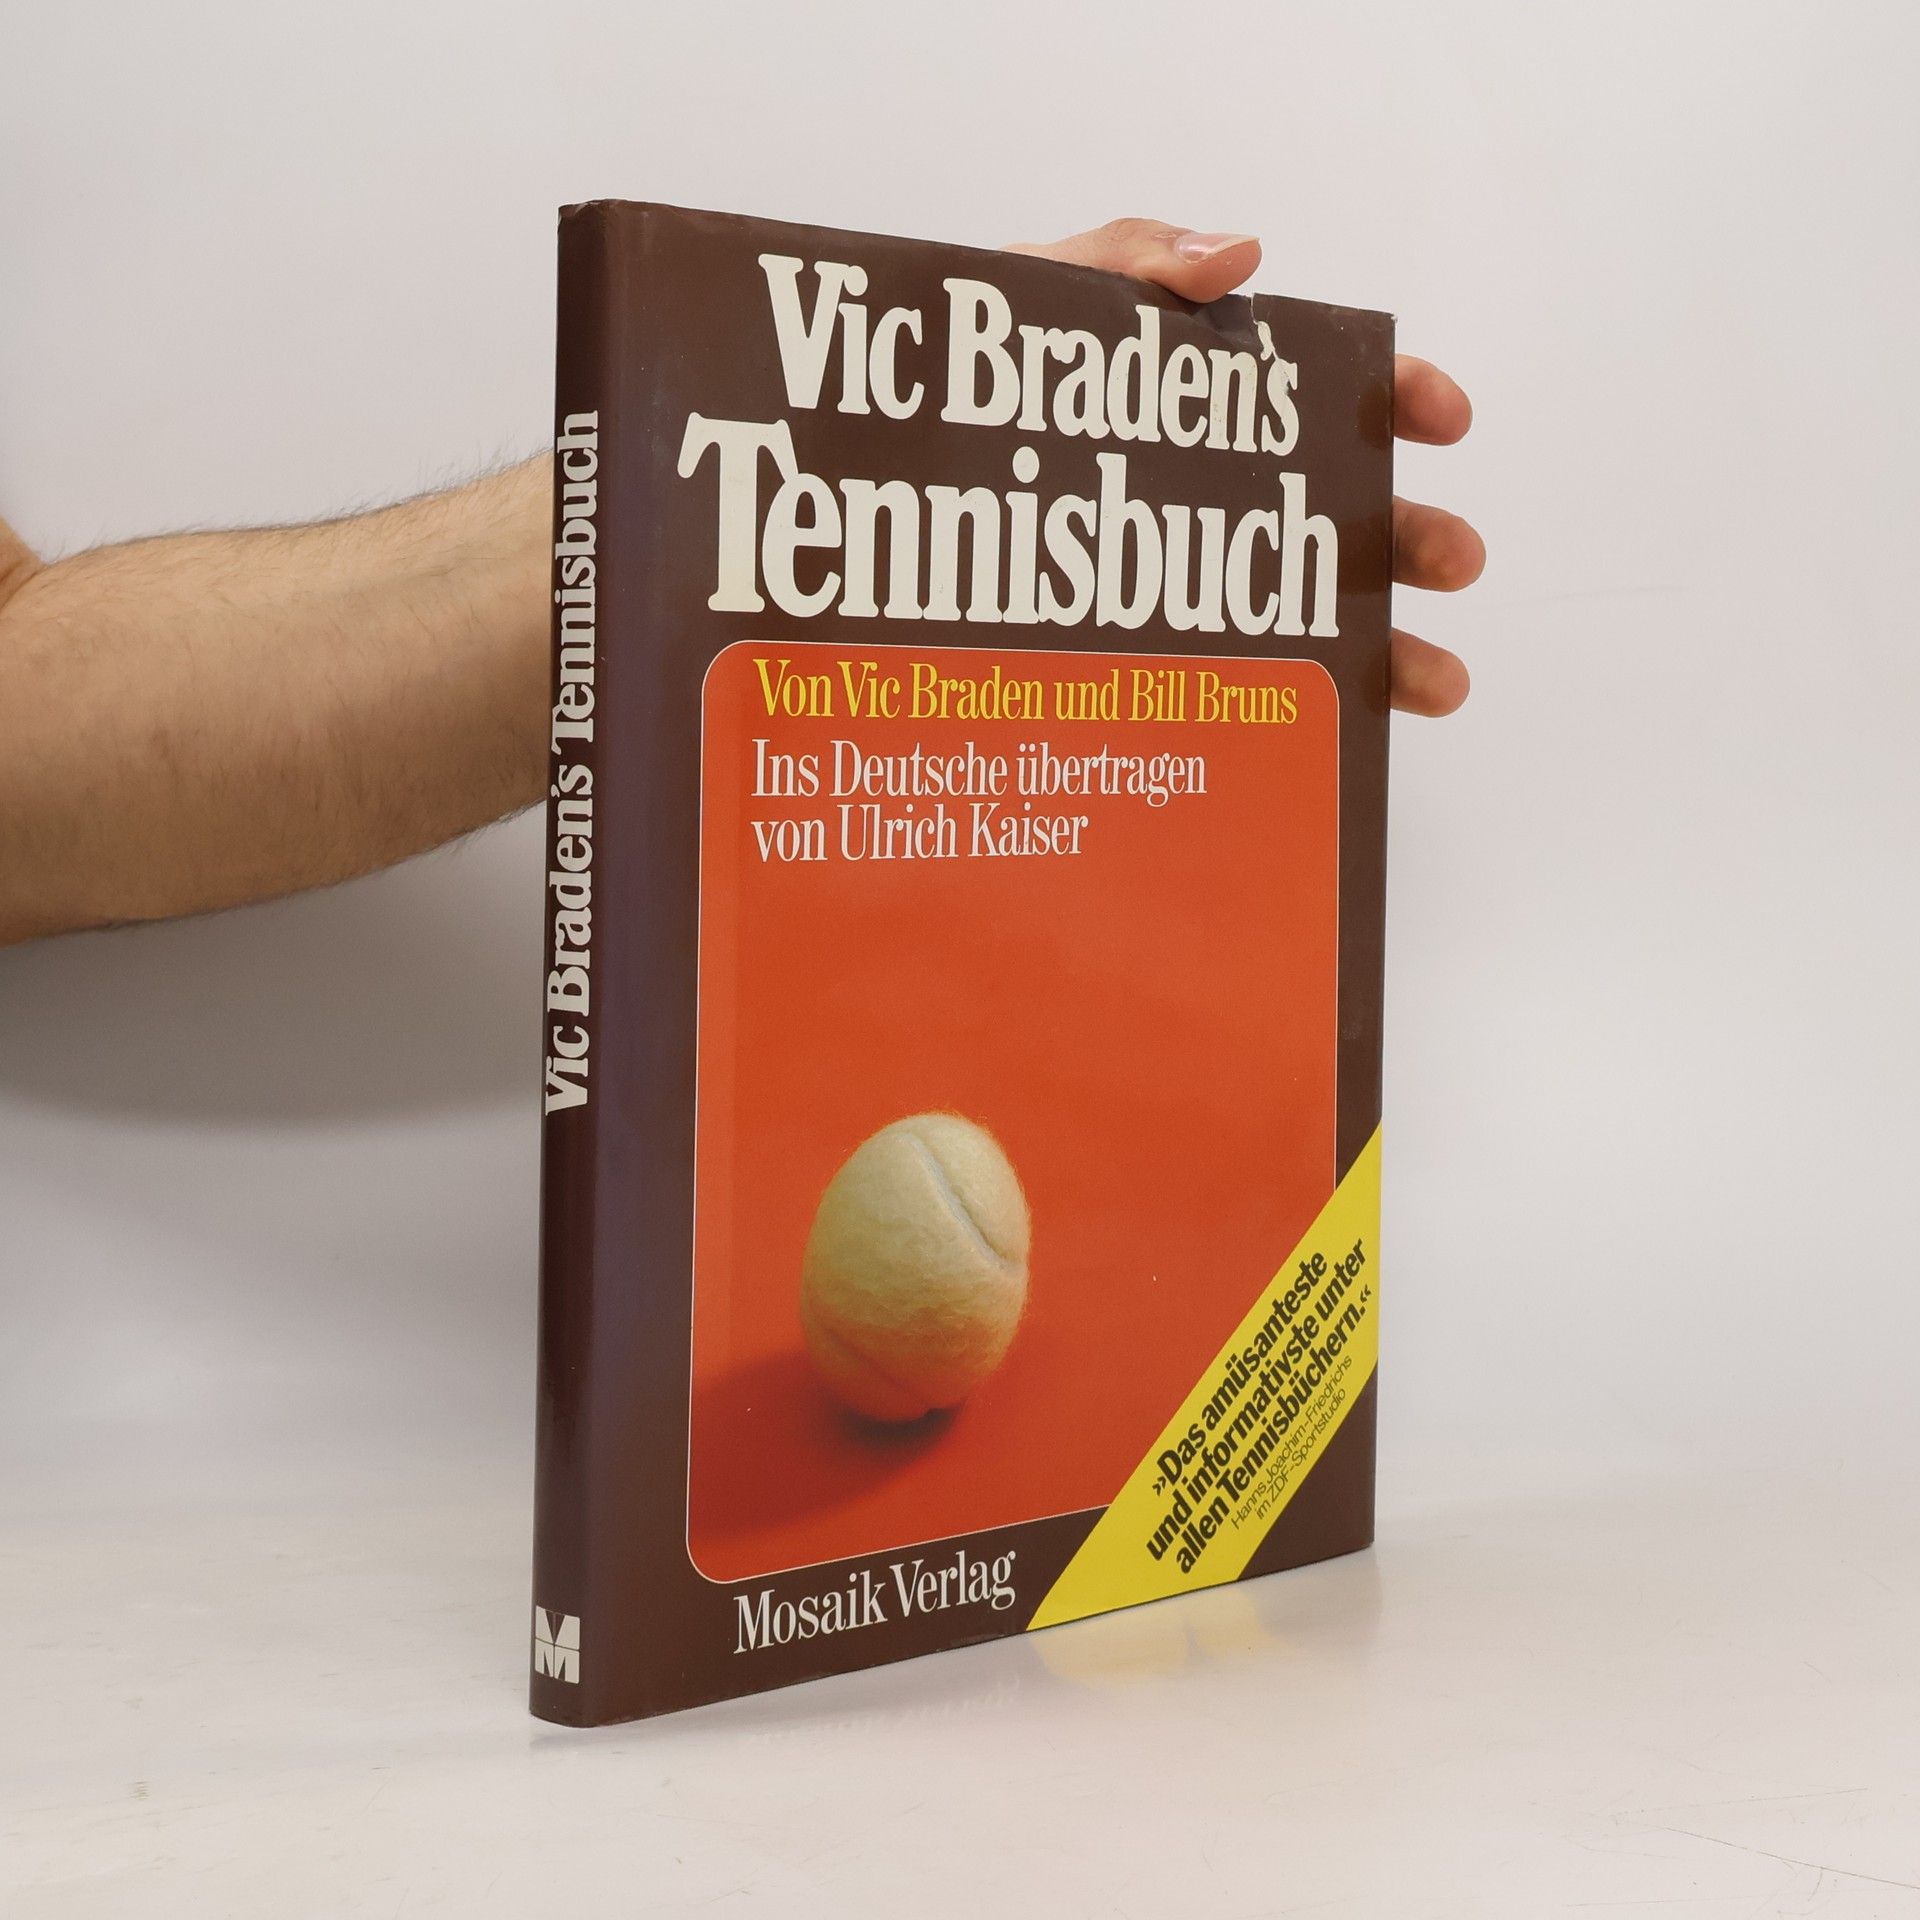 Vic Braden's
Tennisbuch
Von Vic Braden und Bill Bruns
Ins Deutsche übertragen
von Ulrich Kaiser
»Das amüsanteste
und informativste unter
allen Tennisbüchern.«
Hanns Joachim-Friedrichs
im ZDF-Sportstudio
Mosaik Verlag
Vic Braden's Tennisbuch